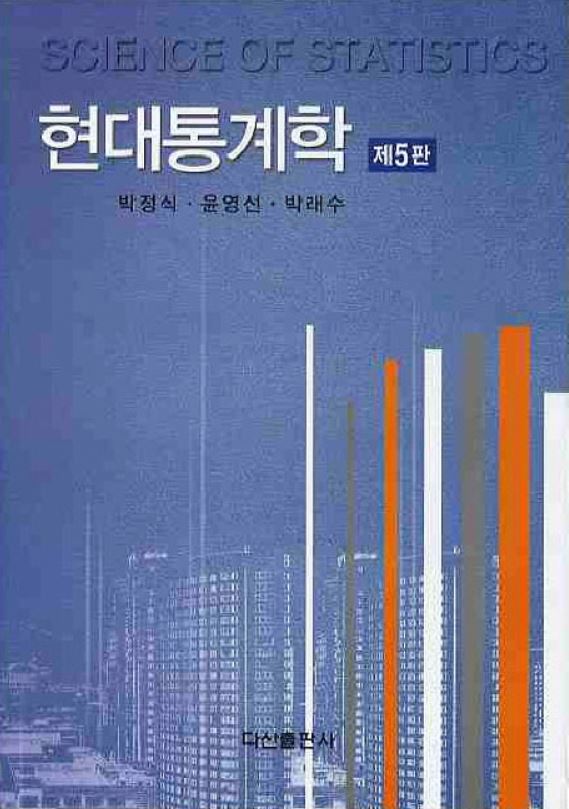 SCIENCE OF STATISTICS
현대통계학 제5판
박정식 · 윤영선 · 박래수
다산출판사